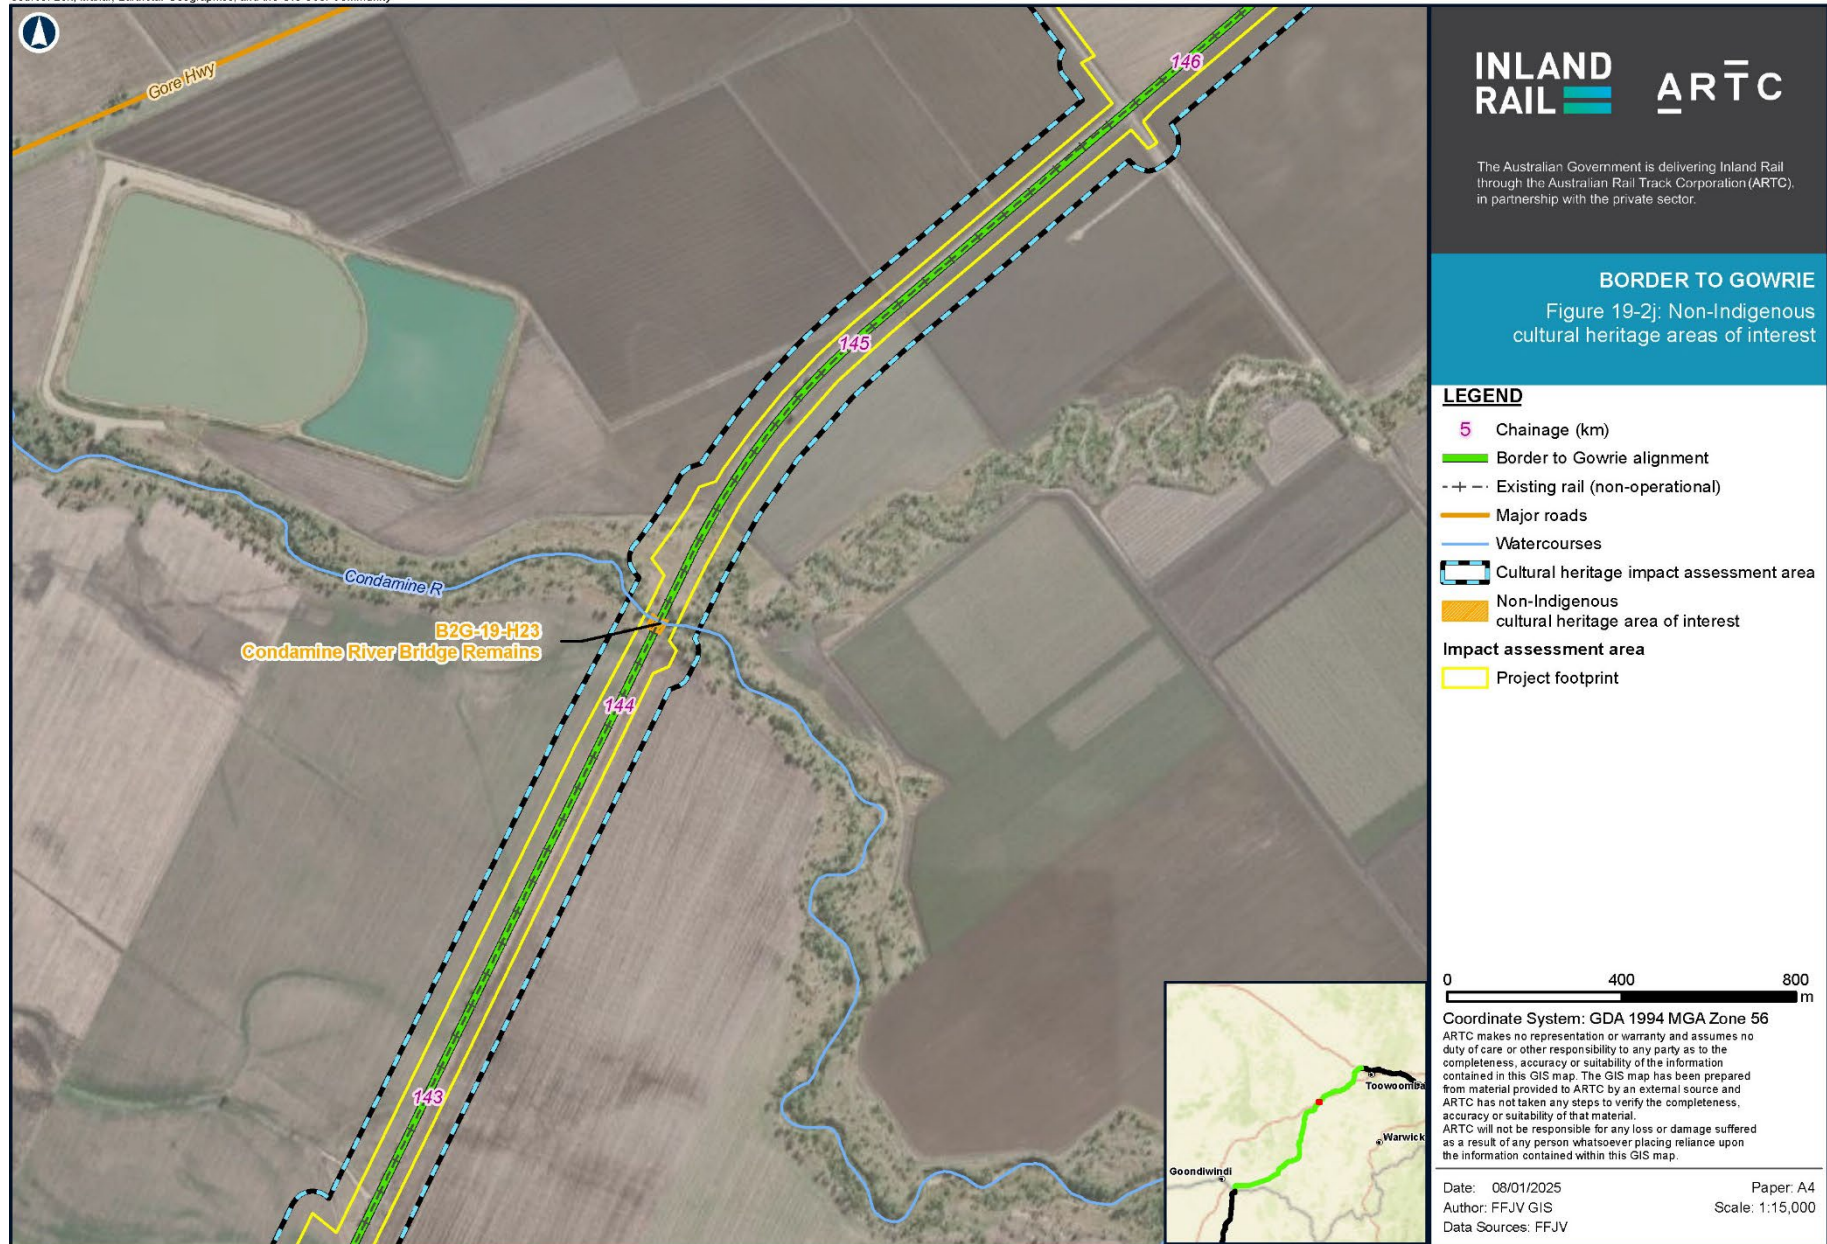 Gore Hwy
146
145
Condamine R
B2G-19-H23
Condamine River Bridge Remains
144
143
INLAND
RAIL
ARTC
The Australian Government is delivering Inland Rail
through the Australian Rail Track Corporation (ARTC),
in partnership with the private sector.
BORDER TO GOWRIE
Figure 19-2j: Non-Indigenous
cultural heritage areas of interest
LEGEND
5 Chainage (km)
Border to Gowrie alignment
Existing rail (non-operational)
Major roads
Watercourses
Cultural heritage impact assessment area
Non-Indigenous
cultural heritage area of interest
Impact assessment area
Project footprint
0 400 800
m
Coordinate System: GDA 1994 MGA Zone 56
ARTC makes no representation or warranty and assumes no
duty of care or other responsibility to any party as to the
completeness, accuracy or suitability of the information
contained in this GIS map. The GIS map has been prepared
from material provided to ARTC by an external source and
ARTC has not taken any steps to verify the completeness,
accuracy or suitability of that material.
ARTC will not be responsible for any loss or damage suffered
as a result of any person whatsoever placing reliance upon
the information contained within this GIS map.
Date: 08/01/2025 Paper: A4
Author: FFJV GIS Scale: 1:15,000
Data Sources: FFJV
Toowoomba
Warwick
Goondiwindi